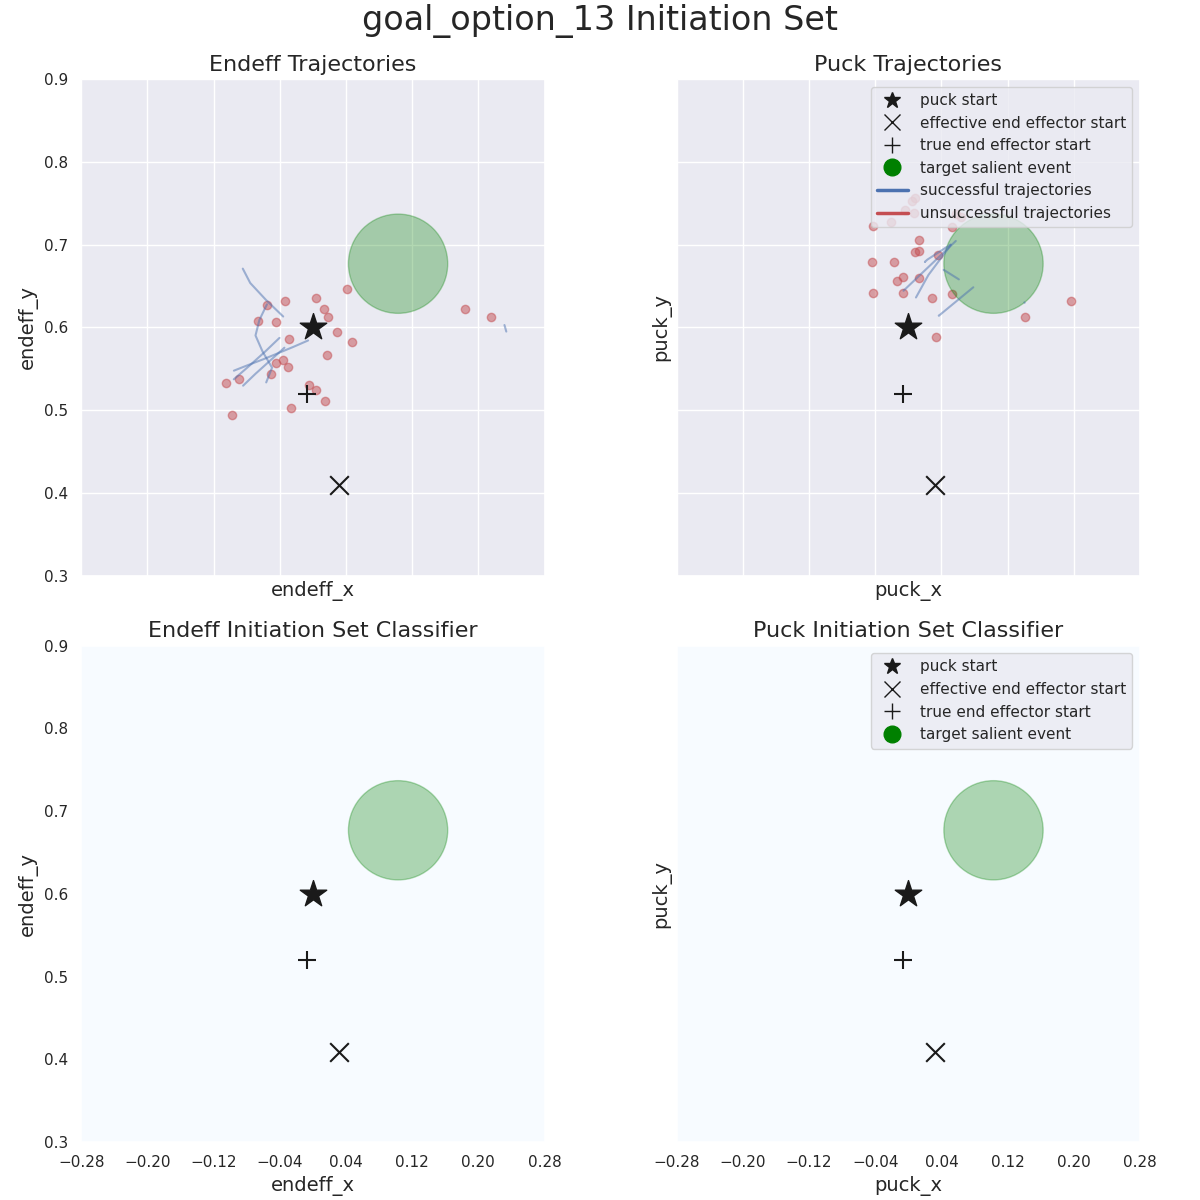 goal_option_13 Initiation Set
Endeff Trajectories
0.9
0.8
0.7
0.6
0.5
0.4
0.3
endeff_y
endeff_x
Puck Trajectories
puck start
effective end effector start
true end effector start
target salient event
successful trajectories
unsuccessful trajectories
puck_y
puck_x
Endeff Initiation Set Classifier
0.9
0.8
0.7
0.6
0.5
0.4
0.3
endeff_y
−0.28 −0.20 −0.12 −0.04 0.04 0.12 0.20 0.28
endeff_x
Puck Initiation Set Classifier
puck start
effective end effector start
true end effector start
target salient event
puck_y
−0.28 −0.20 −0.12 −0.04 0.04 0.12 0.20 0.28
puck_x